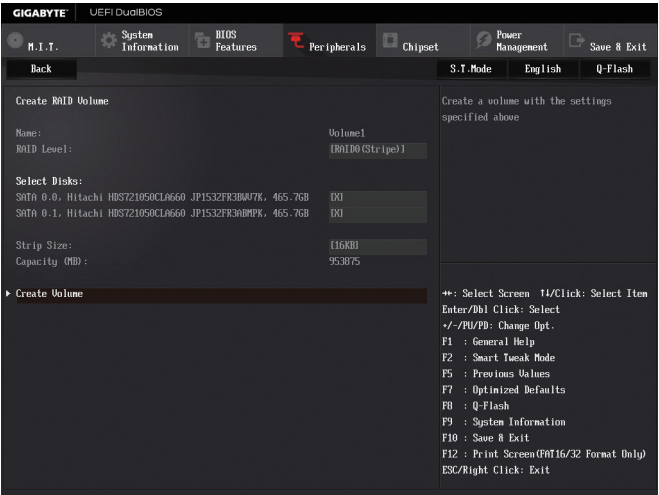 GIGABYTE™ UEFI DualBIOS
M.I.T. System Information BIOS Features Peripherals Chipset Power Management Save & Exit
Back S.T.Mode English Q-Flash
Create RAID Volume
Name: Volume1
RAID Level: [RAID0(Stripe)]
Select Disks:
SATA 0.0, Hitachi HDS721050CLA660 JP1532FR3BWV7K, 465.7GB [X]
SATA 0.1, Hitachi HDS721050CLA660 JP1532FR3ABMPK, 465.7GB [X]
Strip Size: [16KB]
Capacity (MB): 953875
Create Volume
Create a volume with the settings
specified above
→←: Select Screen ↑↓/Click: Select Item
Enter/Dbl Click: Select
+/-/PU/PD: Change Opt.
F1 : General Help
F2 : Smart Tweak Mode
F5 : Previous Values
F7 : Optimized Defaults
F8 : Q-Flash
F9 : System Information
F10 : Save & Exit
F12 : Print Screen(FAT16/32 Format Only)
ESC/Right Click: Exit